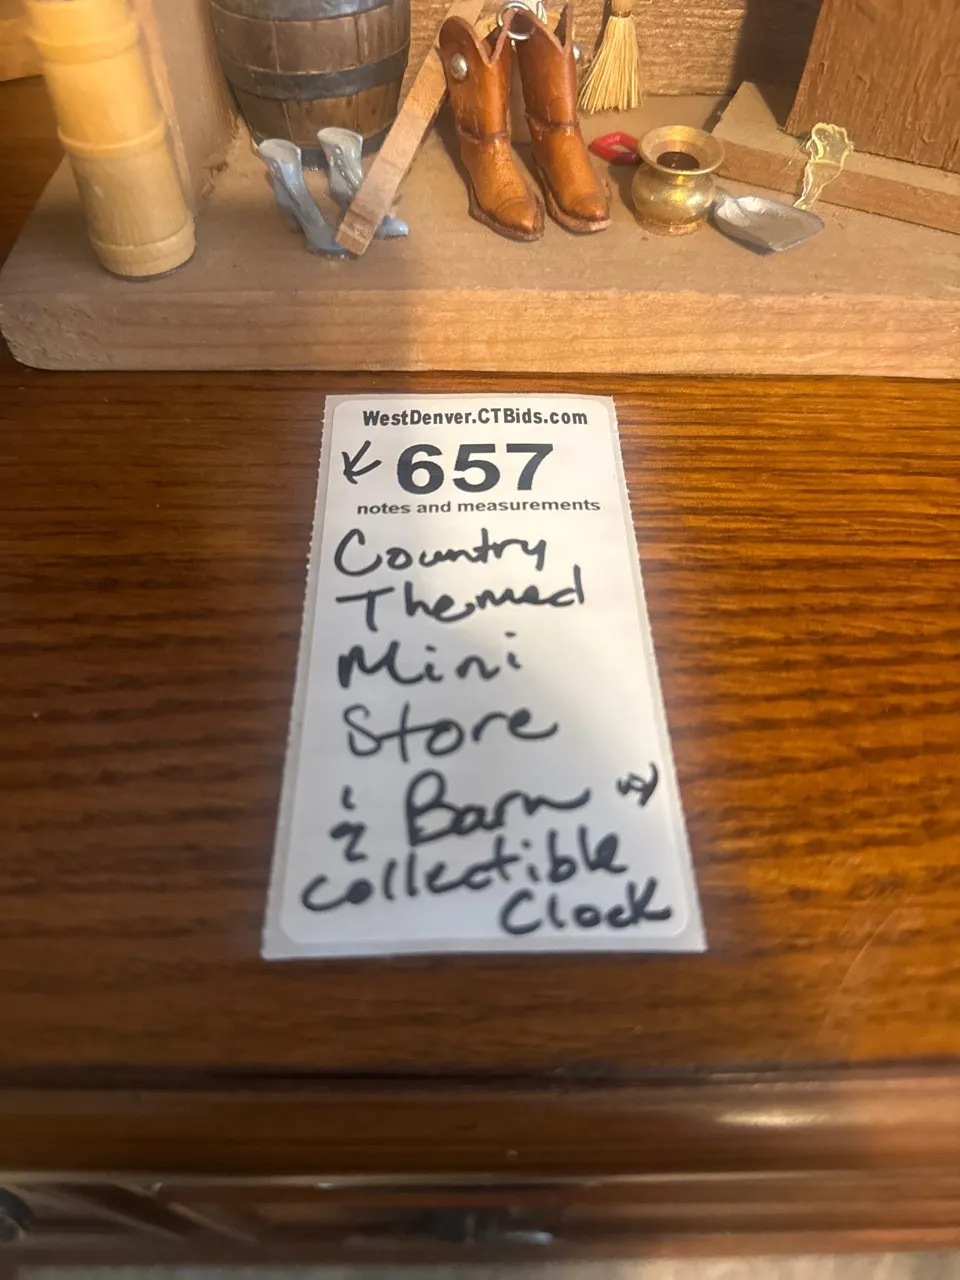 WestDenver.CTBids.com
657
notes and measurements
Country
Themed
Mini
Store
& Barn
Collectible
Clock